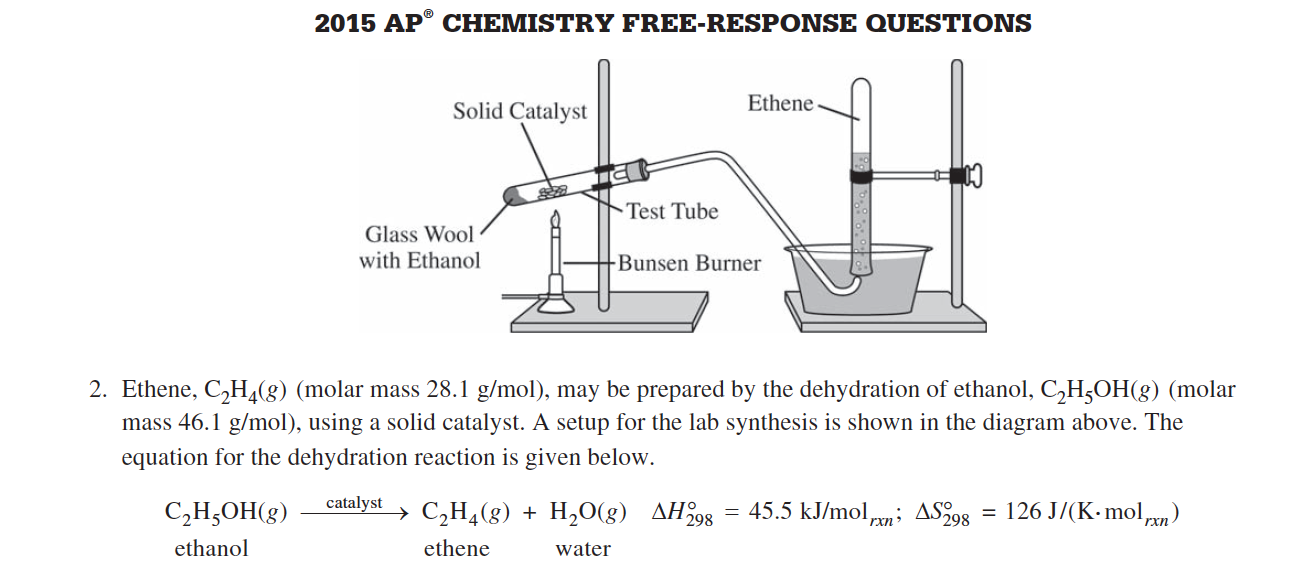 2015 AP® CHEMISTRY FREE-RESPONSE QUESTIONS
Solid Catalyst
Ethene
Test Tube
Glass Wool
with Ethanol
Bunsen Burner
2. Ethene, C₂H₄(g) (molar mass 28.1 g/mol), may be prepared by the dehydration of ethanol, C₂H₅OH(g) (molar
mass 46.1 g/mol), using a solid catalyst. A setup for the lab synthesis is shown in the diagram above. The
equation for the dehydration reaction is given below.
C₂H₅OH(g) —catalyst→ C₂H₄(g) + H₂O(g) ΔH°₂₉₈ = 45.5 kJ/molᵣₓₙ; ΔS°₂₉₈ = 126 J/(K·molᵣₓₙ)
ethanol ethene water